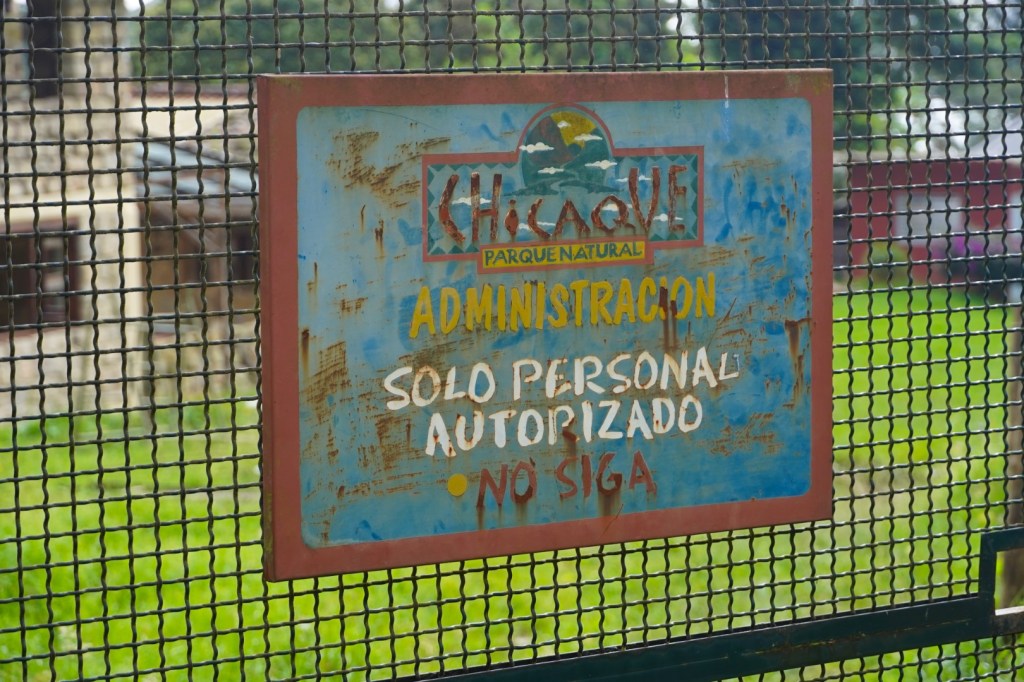 CHiCAQUE
PARQUE NATURAL
ADMINISTRACION
SOLO PERSONAL
AUTORIZADO
NO SIGA